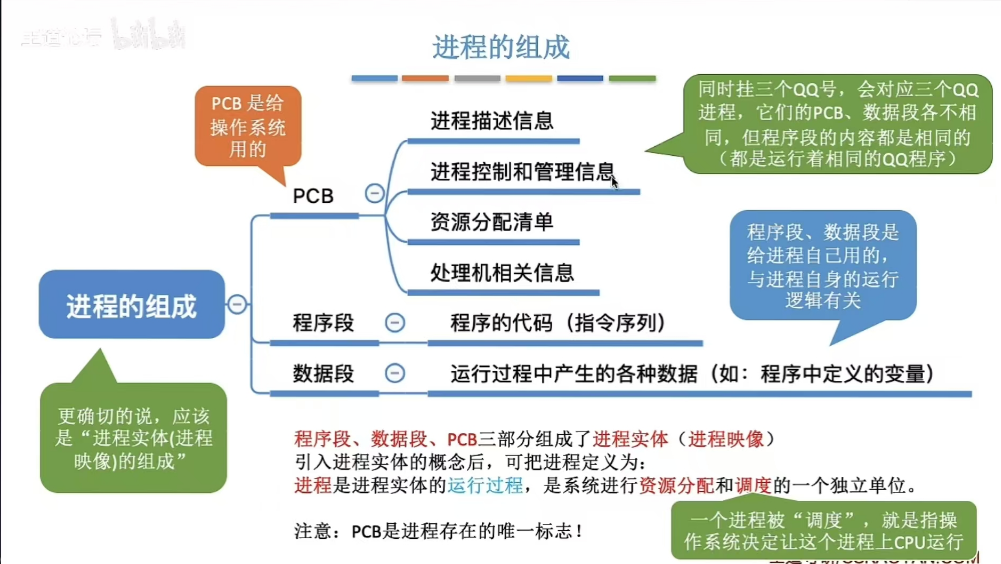 进程的组成
PCB 是给
操作系统
用的
同时挂三个QQ号，会对应三个QQ
进程，它们的PCB、数据段各不相
同，但程序段的内容都是相同的
（都是运行着相同的QQ程序）
进程描述信息
进程控制和管理信息
PCB
资源分配清单
处理机相关信息
程序段、数据段是
给进程自己用的，
与进程自身的运行
逻辑有关
进程的组成
程序段
程序的代码（指令序列）
数据段
运行过程中产生的各种数据（如：程序中定义的变量）
更确切的说，应该
是“进程实体(进程
映像)的组成”
程序段、数据段、PCB三部分组成了进程实体（进程映像）
引入进程实体的概念后，可把进程定义为：
进程是进程实体的运行过程，是系统进行资源分配和调度的一个独立单位。
注意：PCB是进程存在的唯一标志！
一个进程被“调度”，就是指操
作系统决定让这个进程上CPU运行